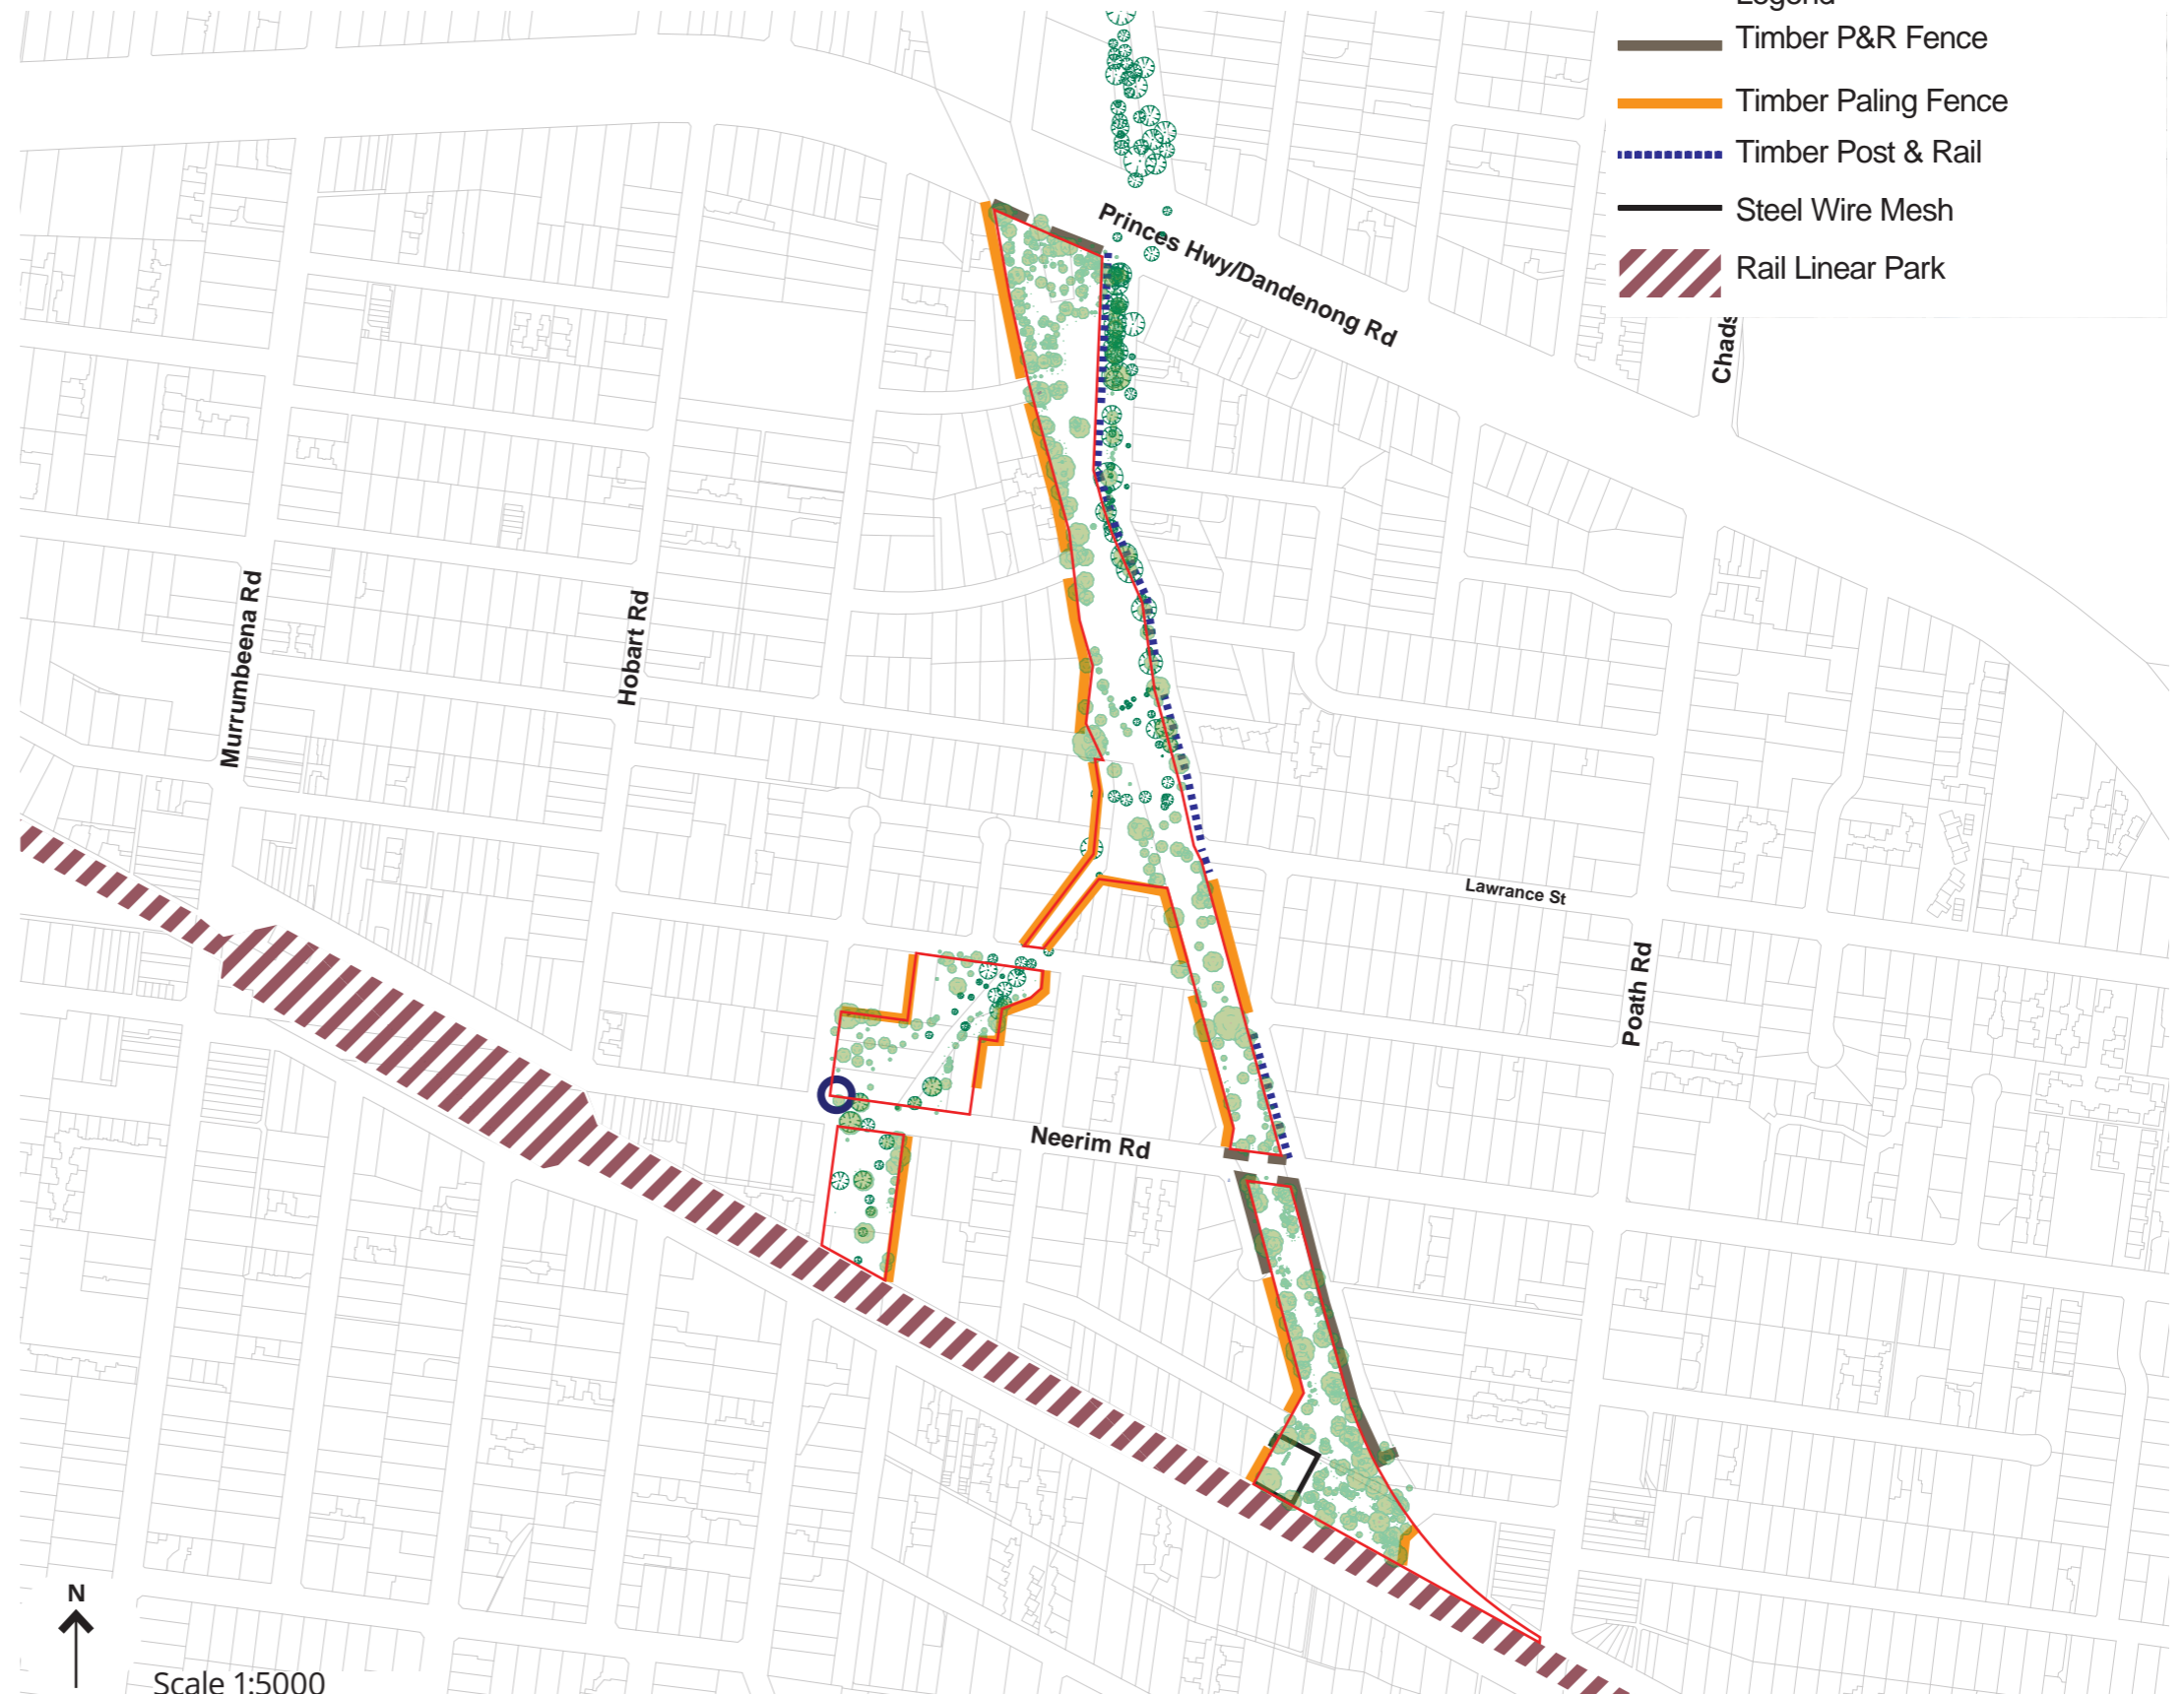 Legend
Timber P&R Fence
Timber Paling Fence
Timber Post & Rail
Steel Wire Mesh
Rail Linear Park
Princes Hwy/Dandenong Rd
Chads
Murrumbeena Rd
Hobart Rd
Lawrance St
Poath Rd
Neerim Rd
N
Scale 1:5000